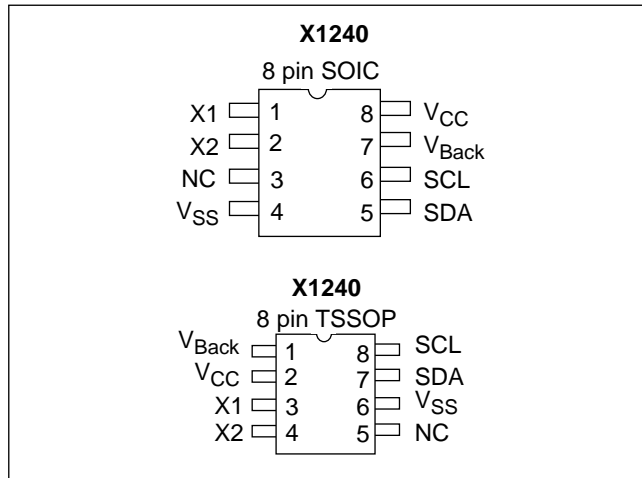 X1240
8 pin SOIC
X1 1 8 VCC
X2 2 7 VBack
NC 3 6 SCL
VSS 4 5 SDA
X1240
8 pin TSSOP
VBack 1 8 SCL
VCC 2 7 SDA
X1 3 6 VSS
X2 4 5 NC